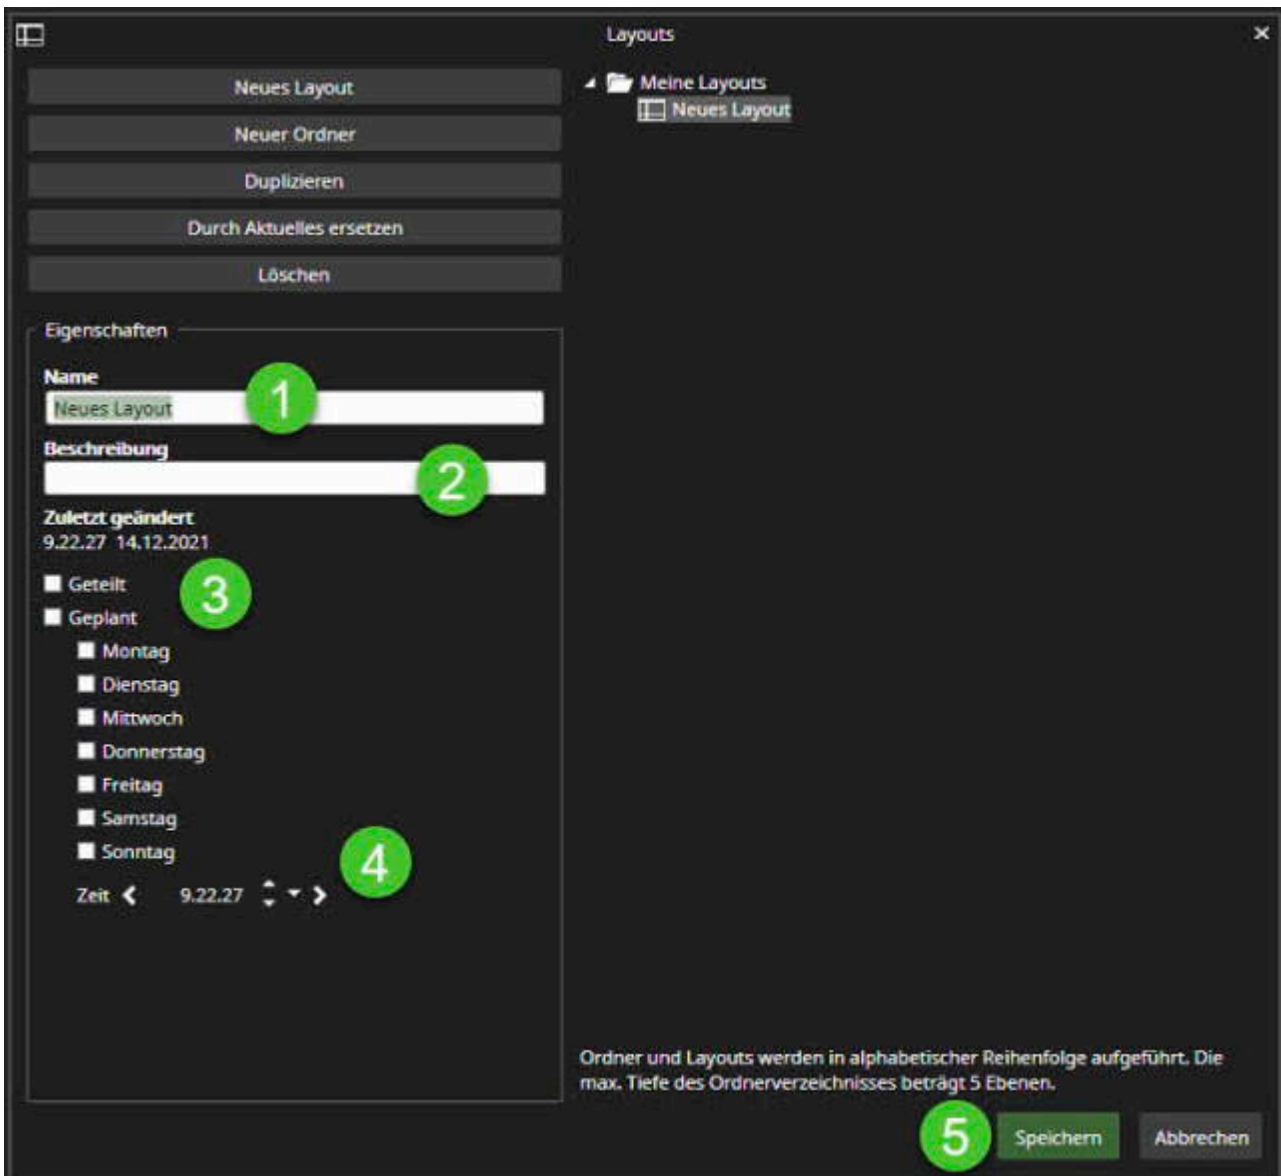 Layouts
Neues Layout
Neuer Ordner
Duplizieren
Durch Aktuelles ersetzen
Löschen
Eigenschaften
Name
Neues Layout
1
Beschreibung
2
Zuletzt geändert
9.22.27 14.12.2021
Geteilt
3
Geplant
Montag
Dienstag
Mittwoch
Donnerstag
Freitag
Samstag
Sonntag
4
Zeit 9.22.27
Meine Layouts
Neues Layout
Ordner und Layouts werden in alphabetischer Reihenfolge aufgeführt. Die
max. Tiefe des Ordnerverzeichnisses beträgt 5 Ebenen.
5 Speichern Abbrechen